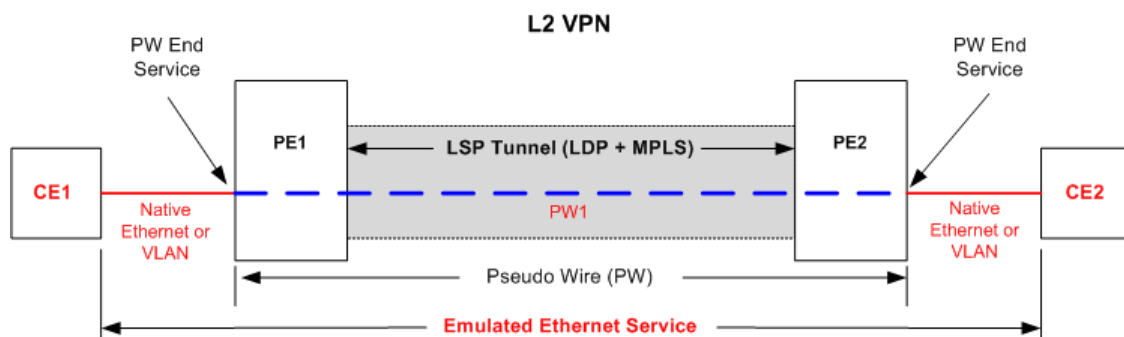 L2 VPN
PW End
Service
PW End
Service
PE1
PE2
LSP Tunnel (LDP + MPLS)
CE1
CE2
Native
Ethernet or
VLAN
PW1
Native
Ethernet or
VLAN
Pseudo Wire (PW)
Emulated Ethernet Service